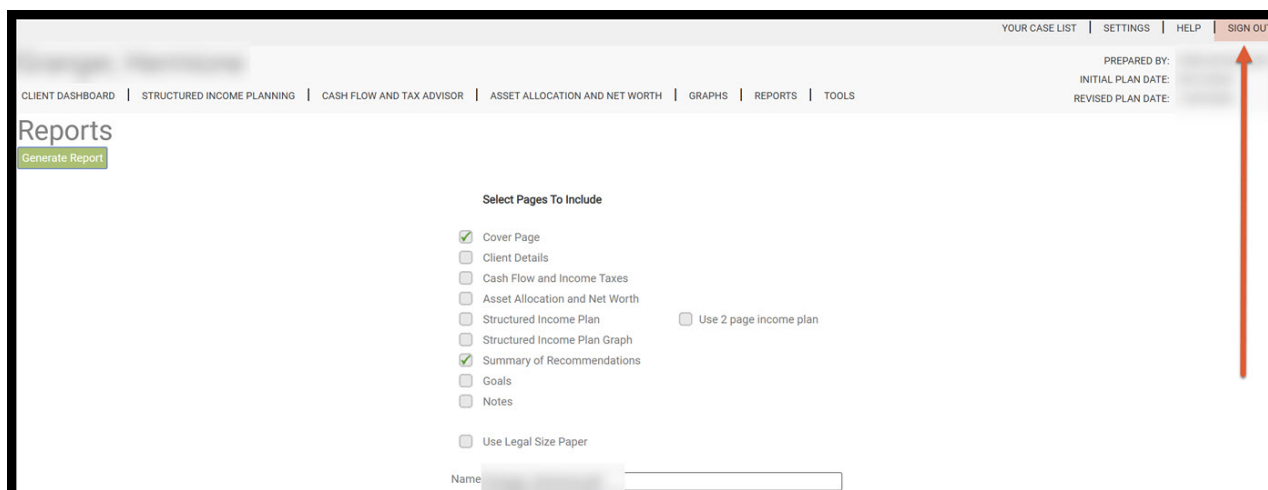 YOUR CASE LIST | SETTINGS | HELP | SIGN OUT
PREPARED BY:
INITIAL PLAN DATE:
REVISED PLAN DATE:
CLIENT DASHBOARD | STRUCTURED INCOME PLANNING | CASH FLOW AND TAX ADVISOR | ASSET ALLOCATION AND NET WORTH | GRAPHS | REPORTS | TOOLS
Reports
Generate Report
Select Pages To Include
Cover Page
Client Details
Cash Flow and Income Taxes
Asset Allocation and Net Worth
Structured Income Plan Use 2 page income plan
Structured Income Plan Graph
Summary of Recommendations
Goals
Notes
Use Legal Size Paper
Name